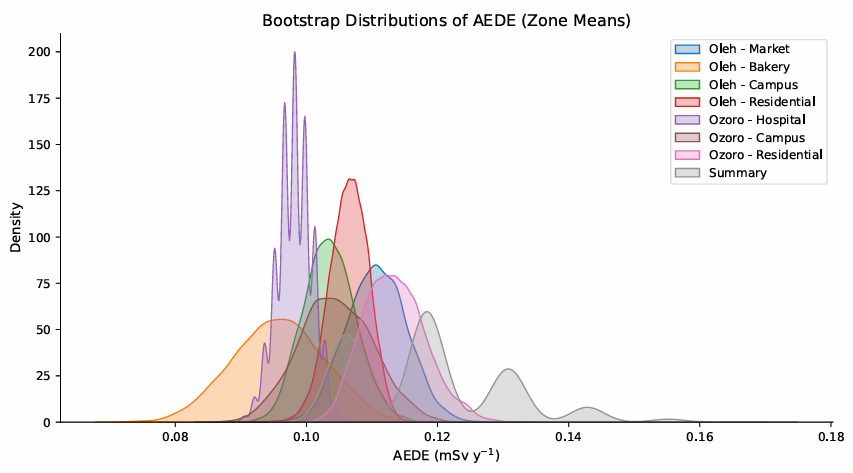 Bootstrap Distributions of AEDE (Zone Means)
Oleh - Market
Oleh - Bakery
Oleh - Campus
Oleh - Residential
Ozoro - Hospital
Ozoro - Campus
Ozoro - Residential
Summary
Density
200
175
150
125
100
75
50
25
0
0.08 0.10 0.12 0.14 0.16 0.18
AEDE (mSv y⁻¹)